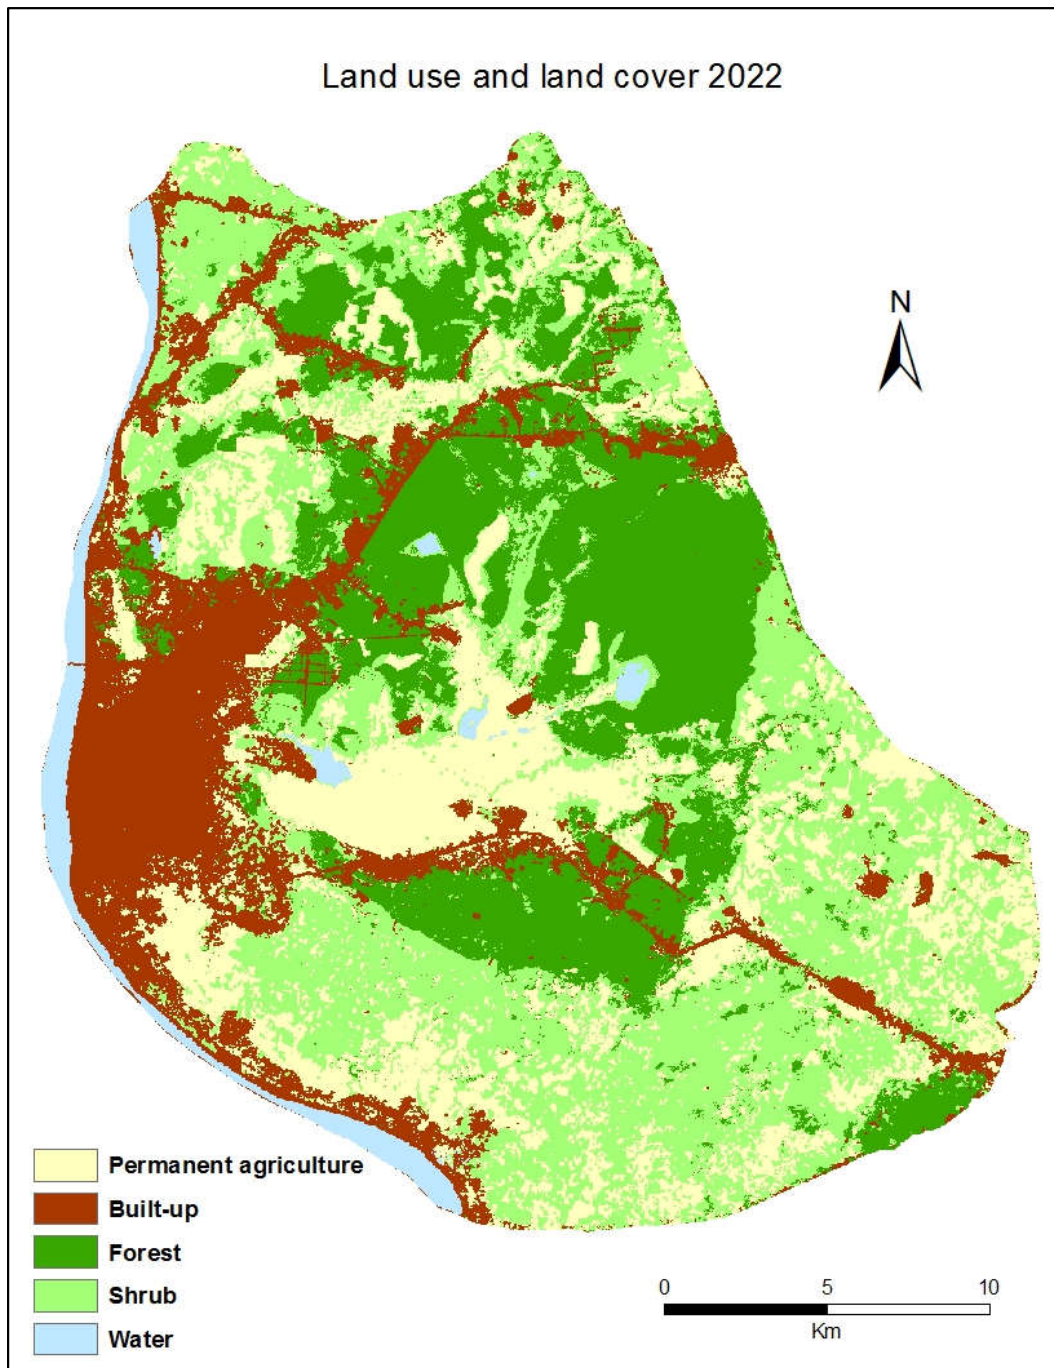 Land use and land cover 2022
N
Permanent agriculture
Built-up
Forest
Shrub
Water
0 5 10
Km